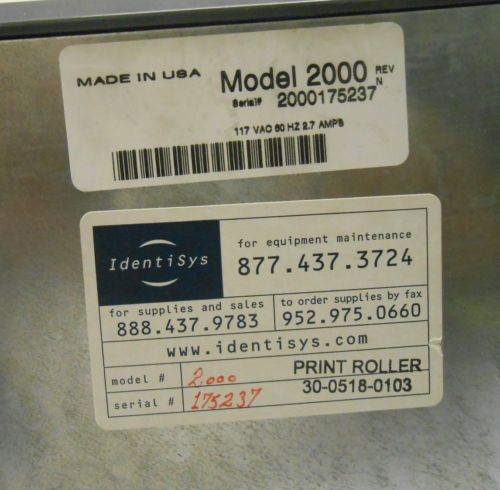 MADE IN USA
Model 2000 REV N
Serial# 2000175237
117 VAC 60 HZ 2.7 AMPS
IdentiSys
for equipment maintenance
877.437.3724
for supplies and sales
888.437.9783
to order supplies by fax
952.975.0660
www.identisys.com
model # 2000
serial # 175237
PRINT ROLLER
30-0518-0103